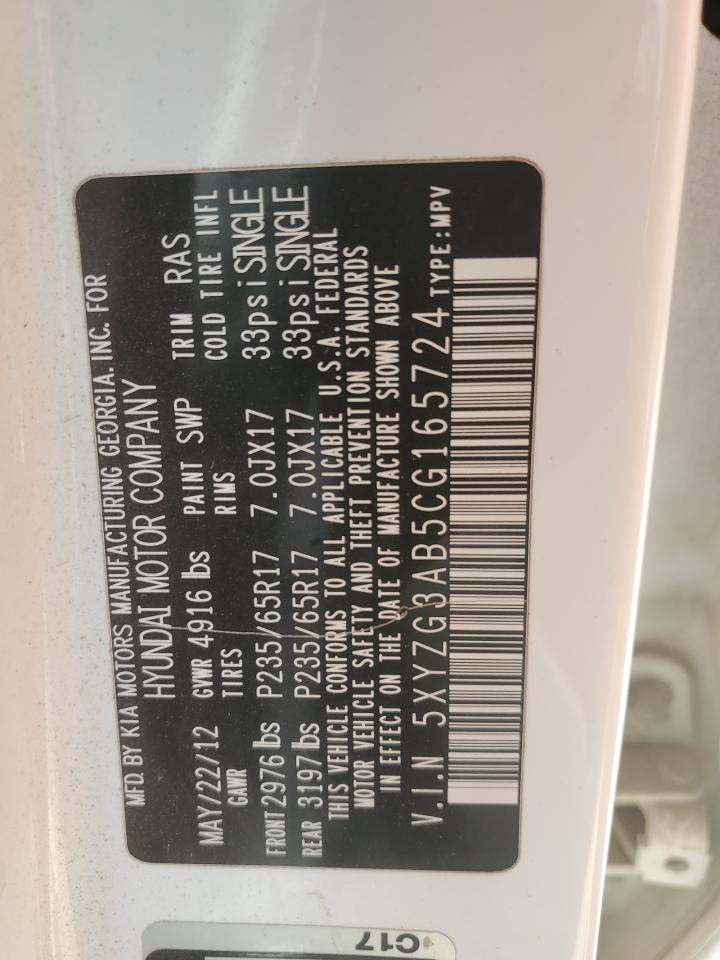 MFD. BY KIA MOTORS MANUFACTURING GEORGIA. INC. FOR
HYUNDAI MOTOR COMPANY
MAY/22/12 GVWR 4916 lbs PAINT SWP TRIM RAS
GAWR TIRES RIMS COLD TIRE INFL
FRONT 2976 lbs P235/65R17 7.0JX17 33psi SINGLE
REAR 3197 lbs P235/65R17 7.0JX17 33psi SINGLE
THIS VEHICLE CONFORMS TO ALL APPLICABLE U.S.A. FEDERAL
MOTOR VEHICLE SAFETY AND THEFT PREVENTION STANDARDS
IN EFFECT ON THE DATE OF MANUFACTURE SHOWN ABOVE
V.I.N 5XYZG3AB5CG165724 TYPE:MPV
C17